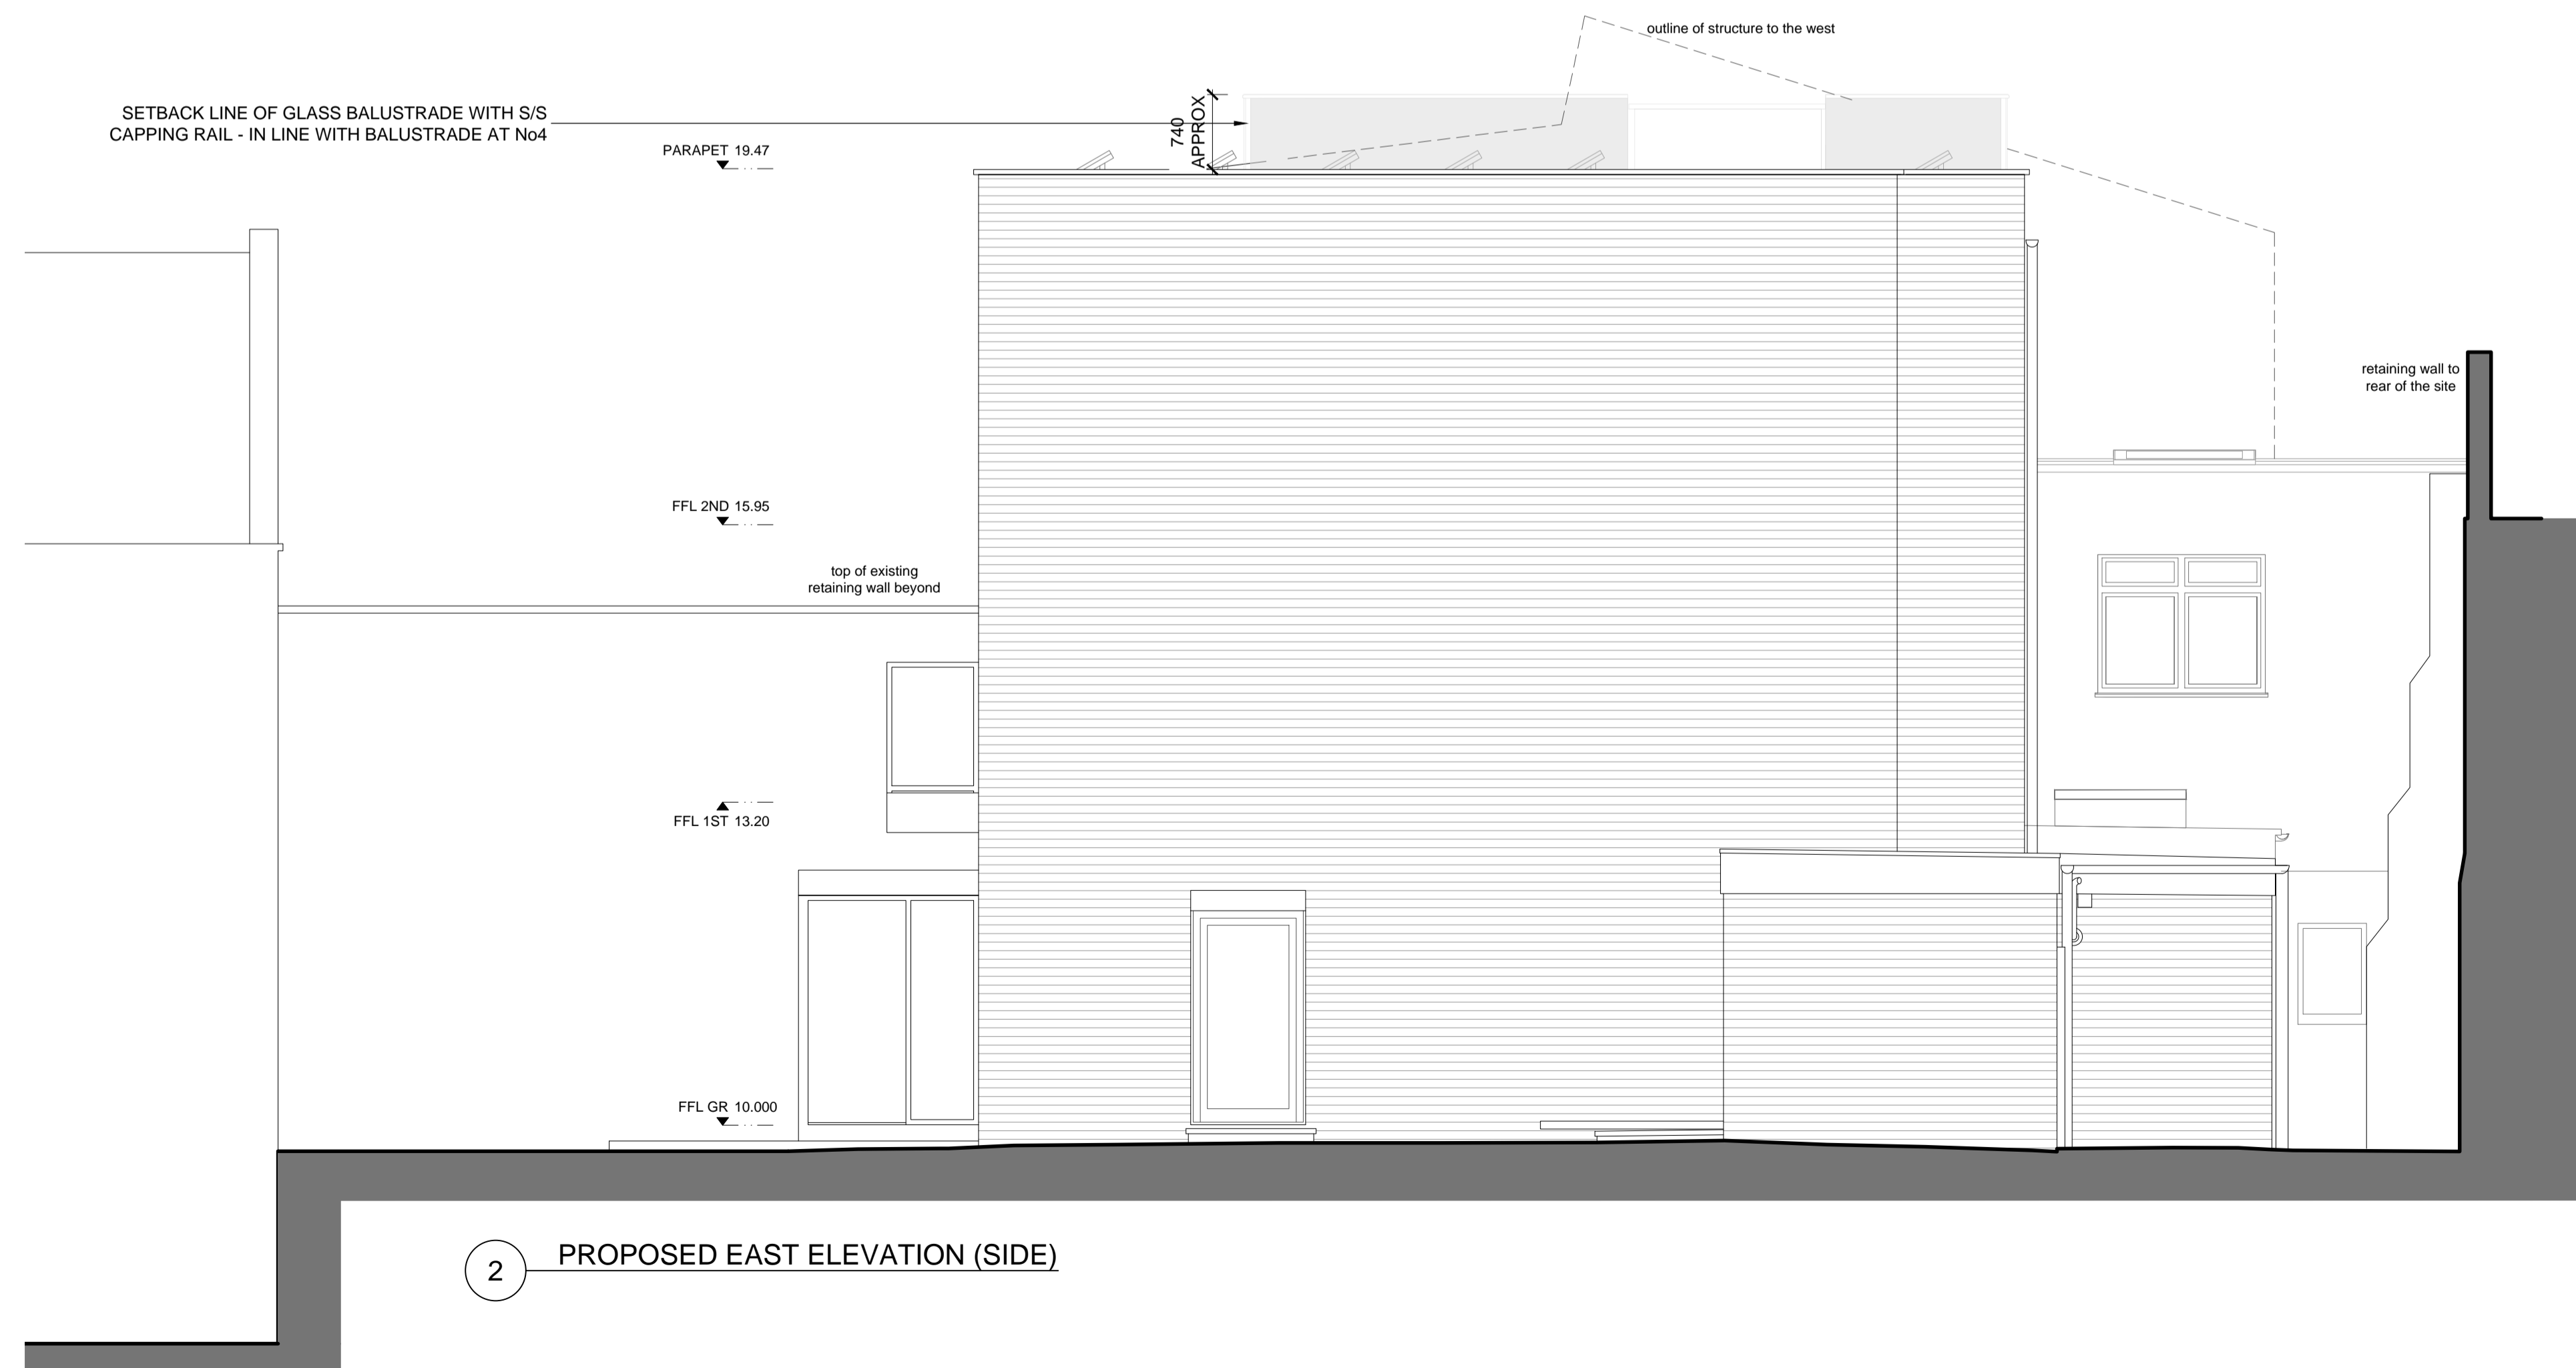 outline of structure to the west
SETBACK LINE OF GLASS BALUSTRADE WITH S/S
CAPPING RAIL - IN LINE WITH BALUSTRADE AT No4
740
APPROX
PARAPET 19.47
retaining wall to
rear of the site
FFL 2ND 15.95
top of existing
retaining wall beyond
FFL 1ST 13.20
FFL GR 10.000
2
PROPOSED EAST ELEVATION (SIDE)